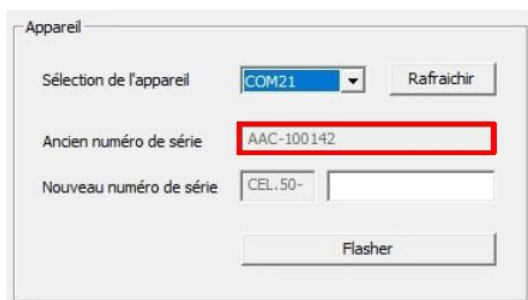 Appareil
Sélection de l'appareil COM21 Rafraichir
Ancien numéro de série AAC-100142
Nouveau numéro de série CEL.50-
Flasher